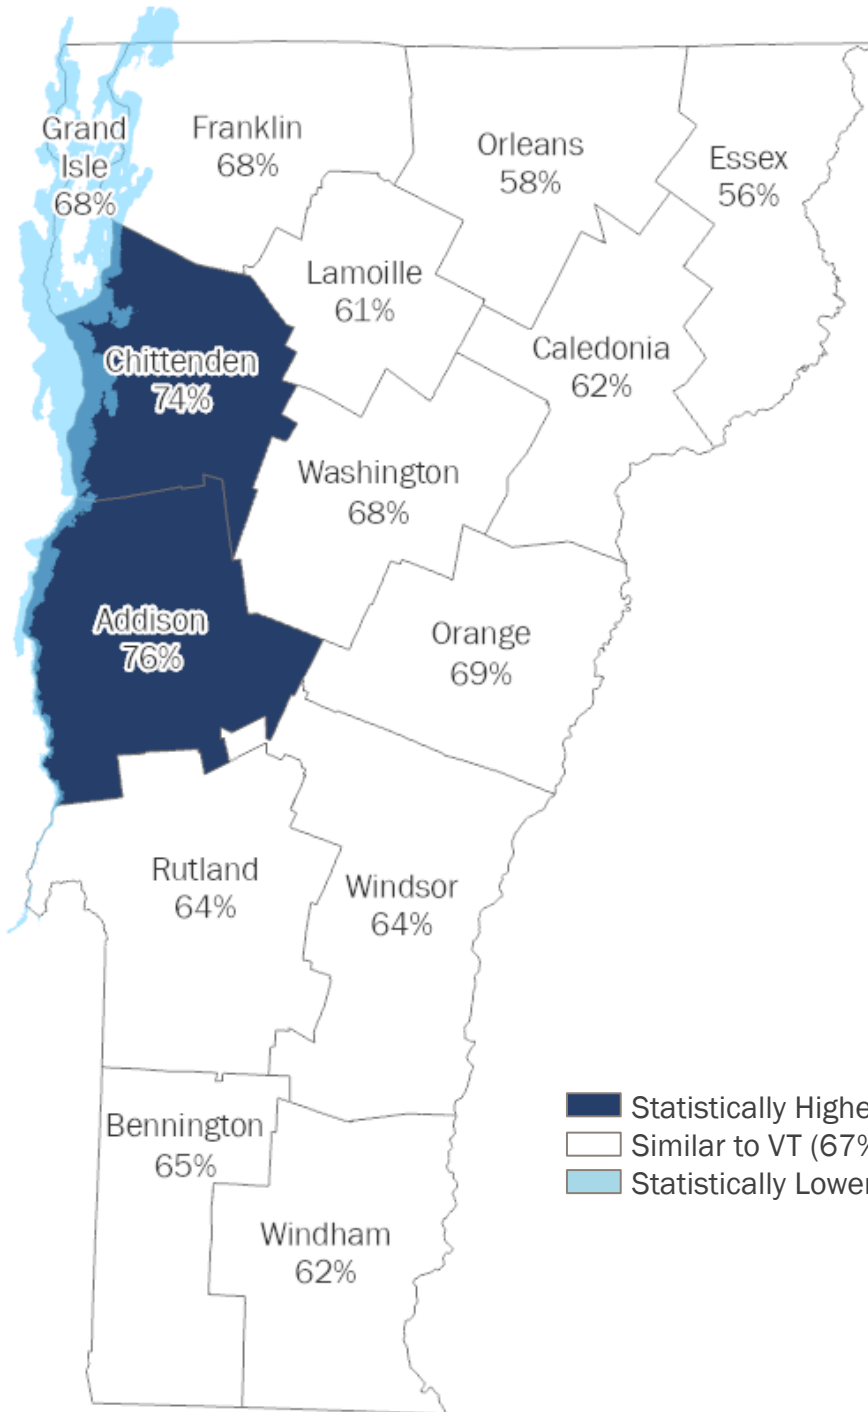 Grand
Isle
68%
Franklin
68%
Orleans
58%
Essex
56%
Lamoille
61%
Chittenden
74%
Caledonia
62%
Washington
68%
Addison
76%
Orange
69%
Rutland
64%
Windsor
64%
Bennington
65%
Windham
62%
Statistically Highe
Similar to VT (67%
Statistically Lower